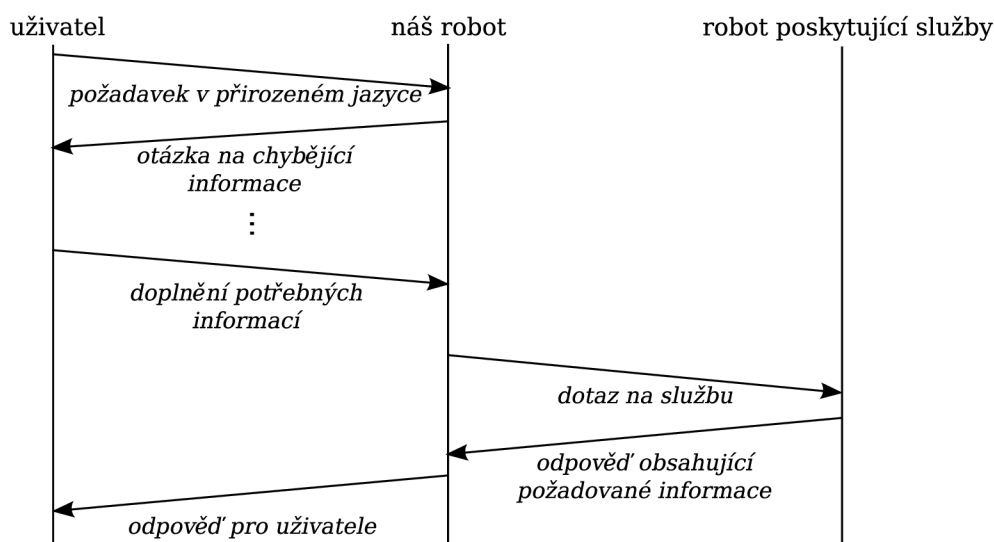 uživatel
náš robot
robot poskytující služby
požadavek v přirozeném jazyce
otázka na chybějící
informace
...
doplnění potřebných
informací
dotaz na službu
odpověď obsahující
požadované informace
odpověď pro uživatele